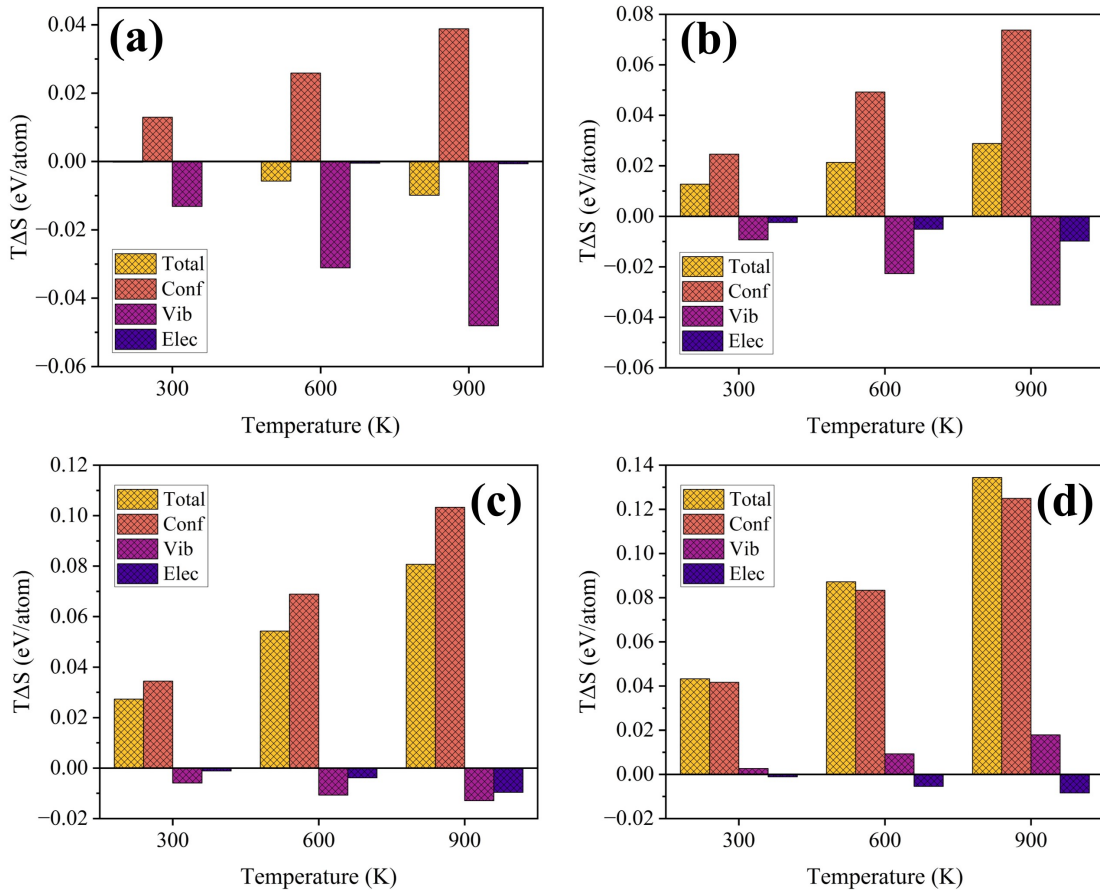 (a)
TΔS (eV/atom)
0.04
0.02
0.00
−0.02
−0.04
−0.06
Total
Conf
Vib
Elec
300
600
900
Temperature (K)
(b)
TΔS (eV/atom)
0.08
0.06
0.04
0.02
0.00
−0.02
−0.04
−0.06
Total
Conf
Vib
Elec
300
600
900
Temperature (K)
(c)
TΔS (eV/atom)
0.12
0.10
0.08
0.06
0.04
0.02
0.00
−0.02
Total
Conf
Vib
Elec
300
600
900
Temperature (K)
(d)
TΔS (eV/atom)
0.14
0.12
0.10
0.08
0.06
0.04
0.02
0.00
−0.02
Total
Conf
Vib
Elec
300
600
900
Temperature (K)